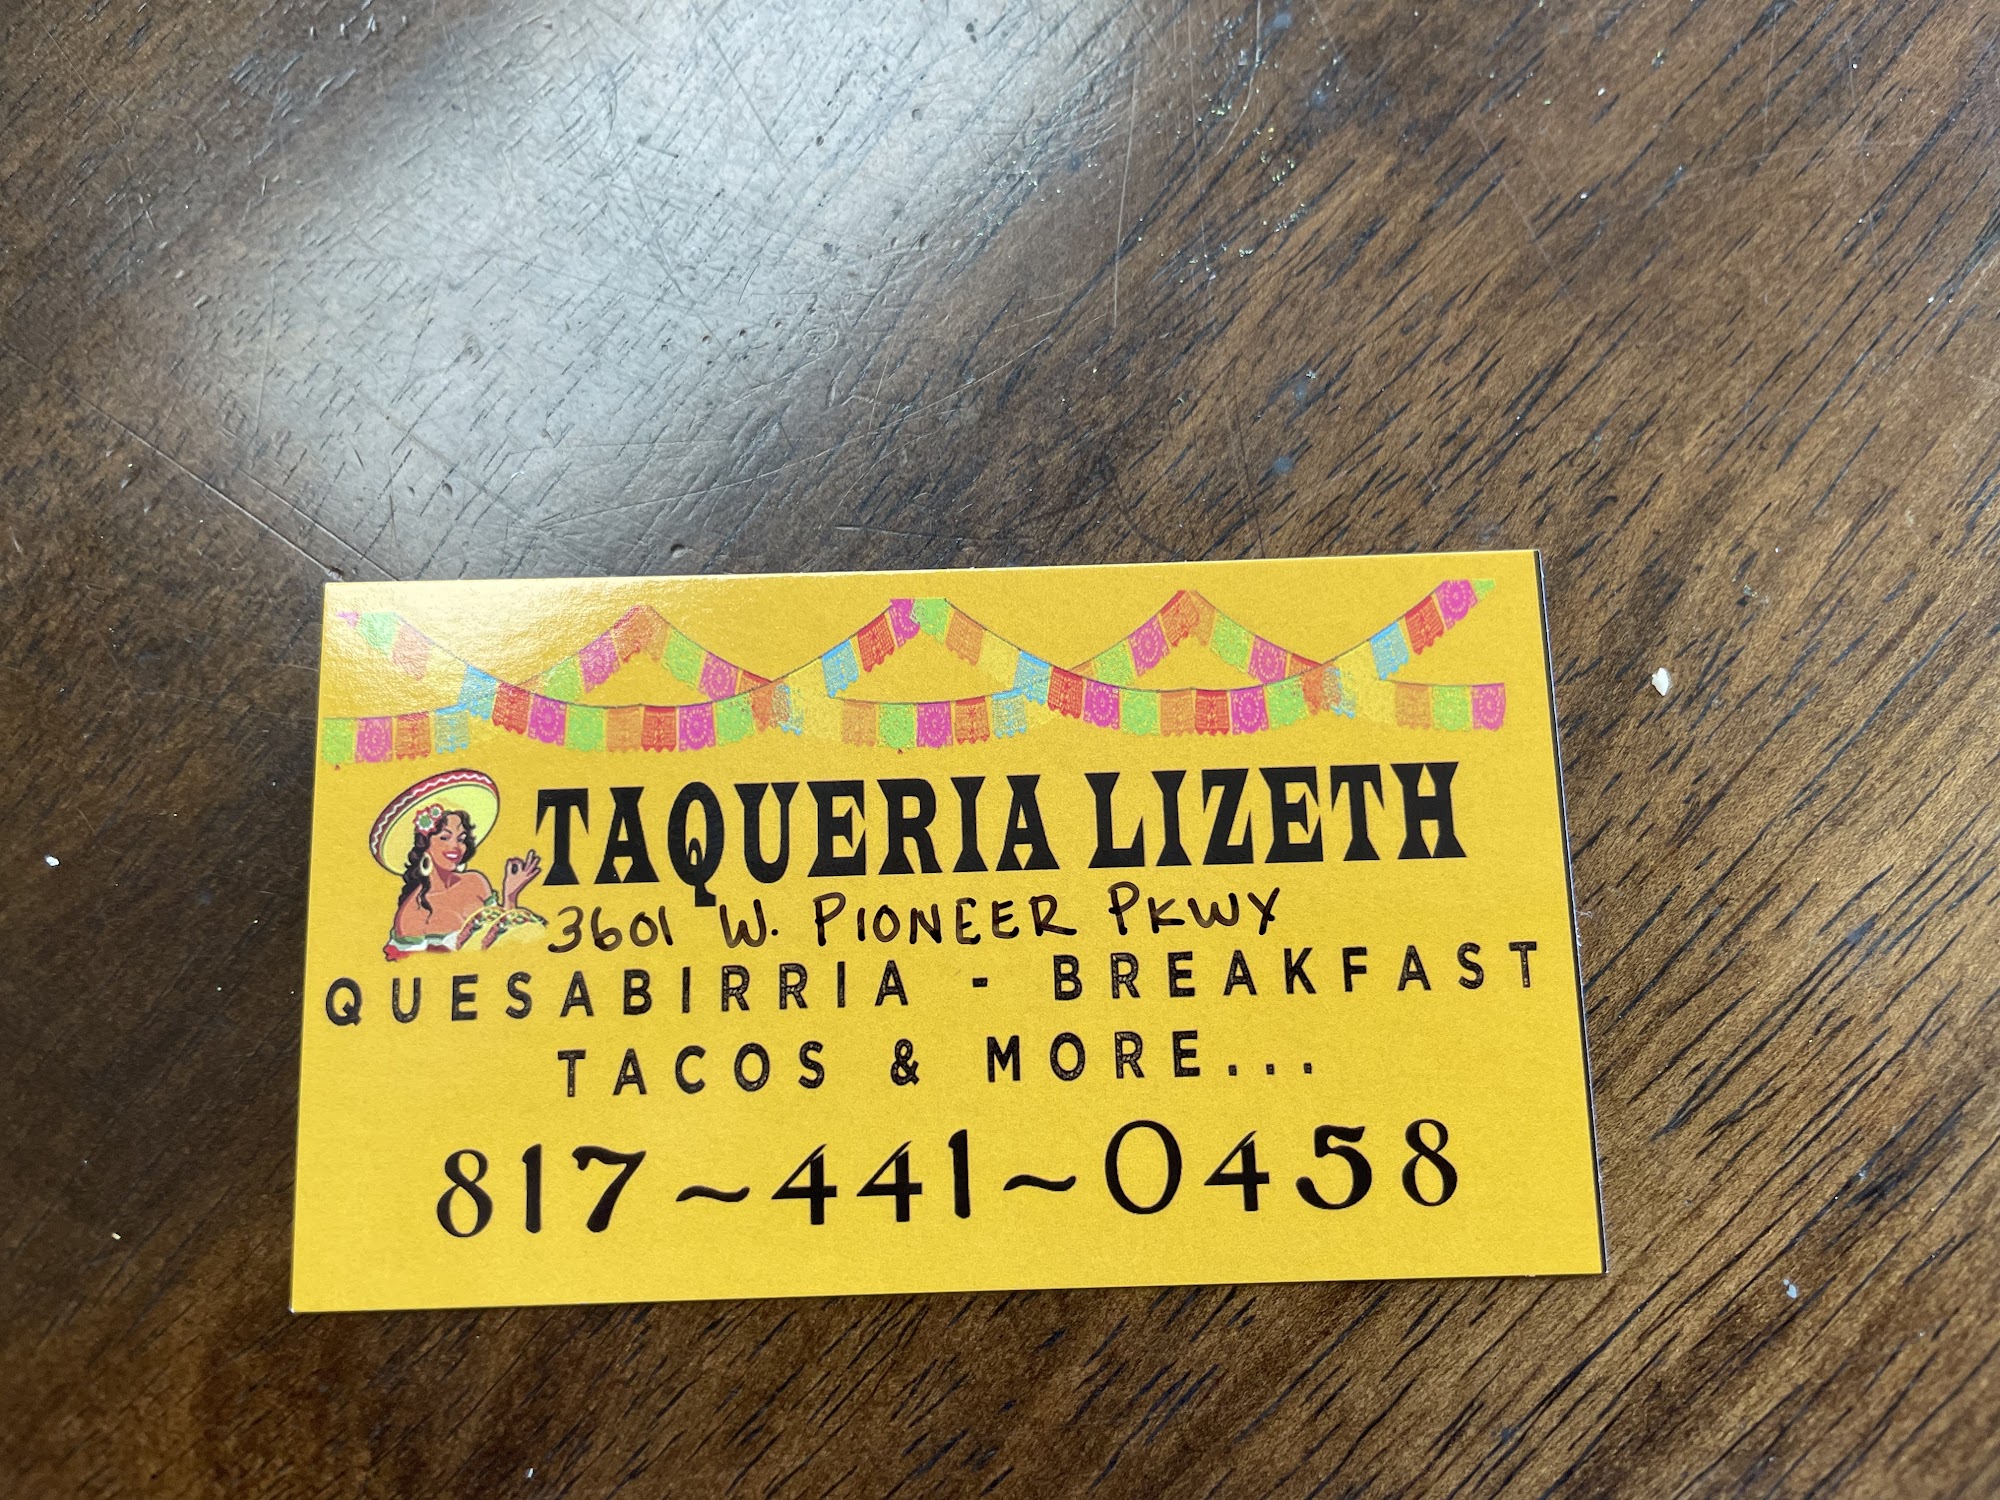 TAQUERIA LIZETH
3601 W. PIONEER PKWY
QUESABIRRIA - BREAKFAST
TACOS & MORE...
817~441~0458